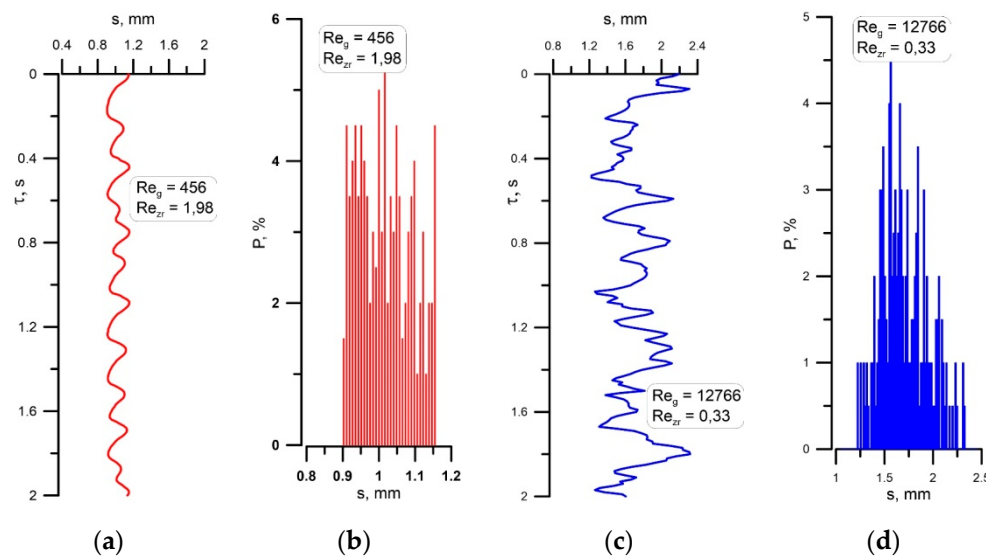 s, mm
0.4 0.8 1.2 1.6 2
0
0.4
0.8
1.2
1.6
2
τ, s
Re_g = 456
Re_zr = 1,98
(a)
(b)
Re_g = 456
Re_zr = 1,98
6
4
2
0
P, %
0.8 0.9 1 1.1 1.2
s, mm
s, mm
0.8 1.2 1.6 2 2.4
0
0.4
0.8
1.2
1.6
2
τ, s
Re_g = 12766
Re_zr = 0,33
(c)
(d)
Re_g = 12766
Re_zr = 0,33
5
4
3
2
1
0
P, %
1 1.5 2 2.5
s, mm
(a) (b) (c) (d)